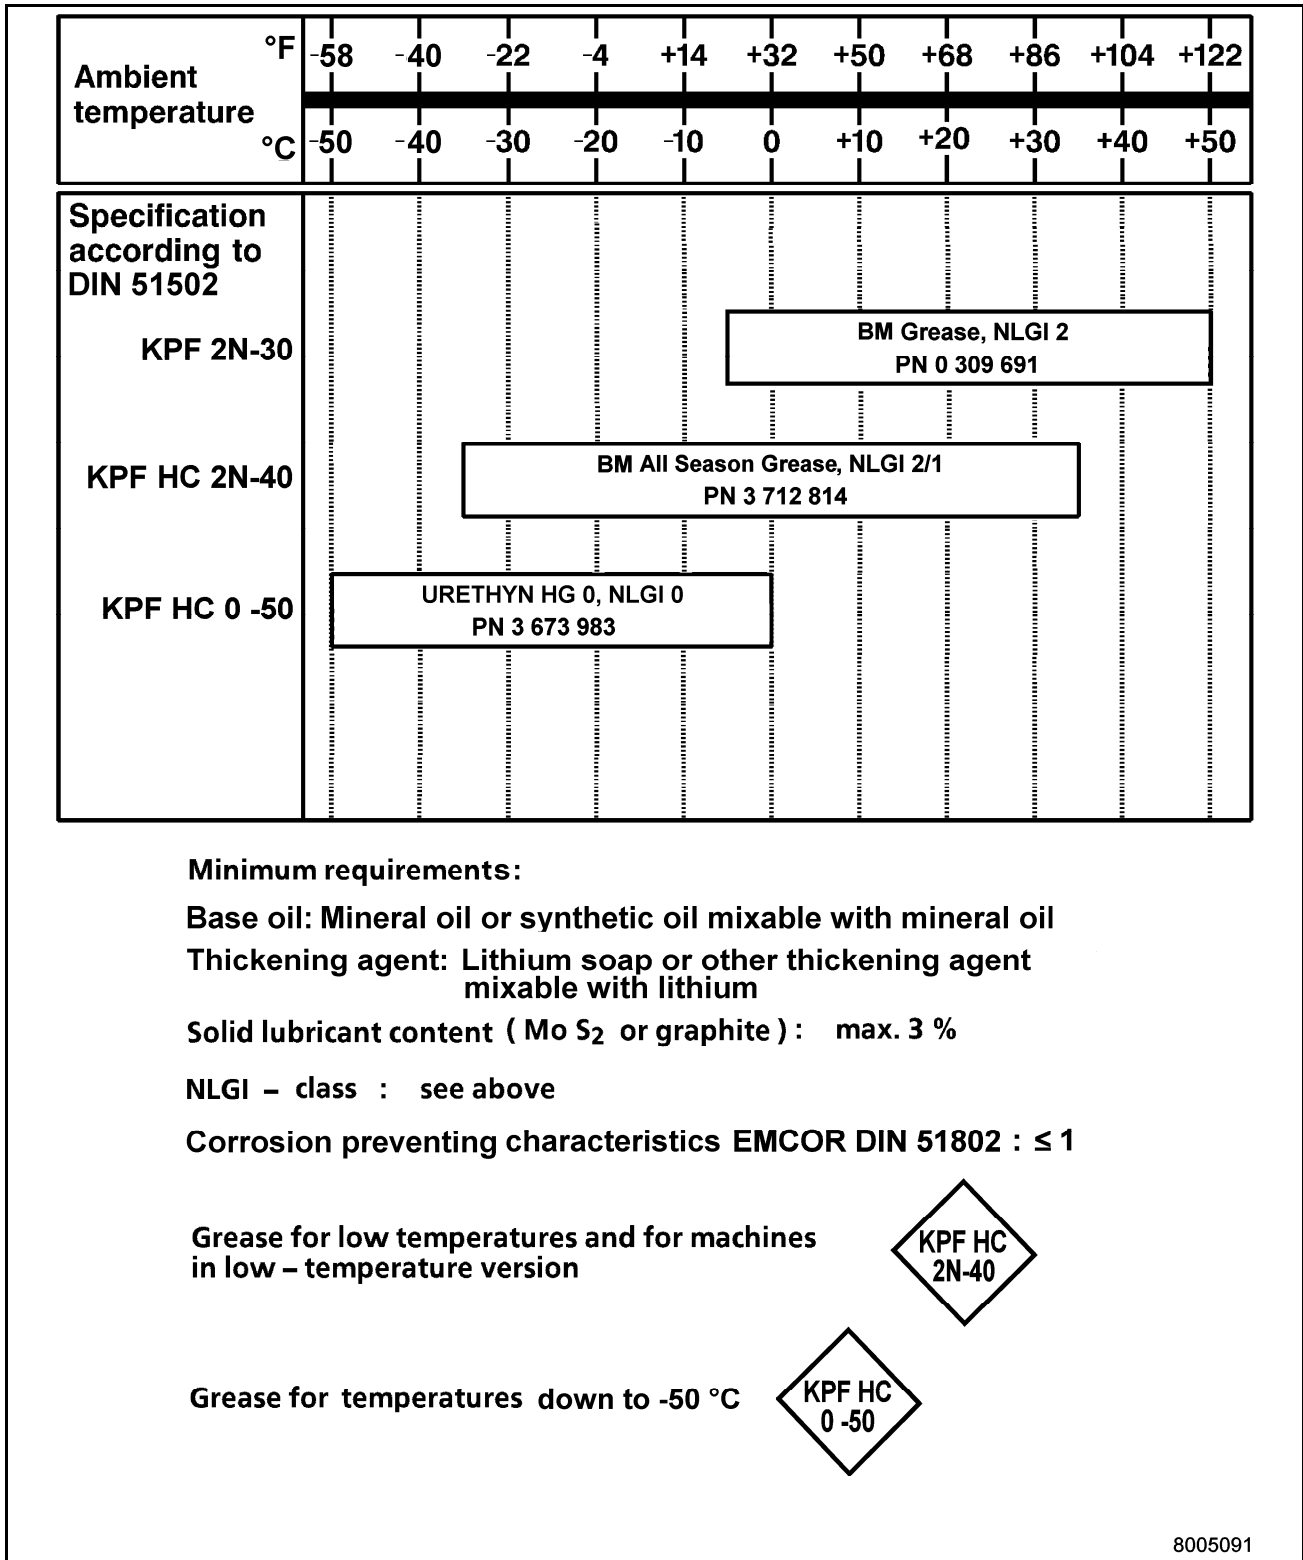 °F -58 -40 -22 -4 +14 +32 +50 +68 +86 +104 +122
Ambient
temperature
°C -50 -40 -30 -20 -10 0 +10 +20 +30 +40 +50
Specification
according to
DIN 51502
KPF 2N-30
BM Grease, NLGI 2
PN 0 309 691
KPF HC 2N-40
BM All Season Grease, NLGI 2/1
PN 3 712 814
KPF HC 0 -50
URETHYN HG 0, NLGI 0
PN 3 673 983
Minimum requirements:
Base oil: Mineral oil or synthetic oil mixable with mineral oil
Thickening agent: Lithium soap or other thickening agent
mixable with lithium
Solid lubricant content ( Mo S2 or graphite ) : max. 3 %
NLGI – class : see above
Corrosion preventing characteristics EMCOR DIN 51802 : ≤ 1
Grease for low temperatures and for machines
in low – temperature version
KPF HC
2N-40
Grease for temperatures down to -50 °C
KPF HC
0 -50
8005091